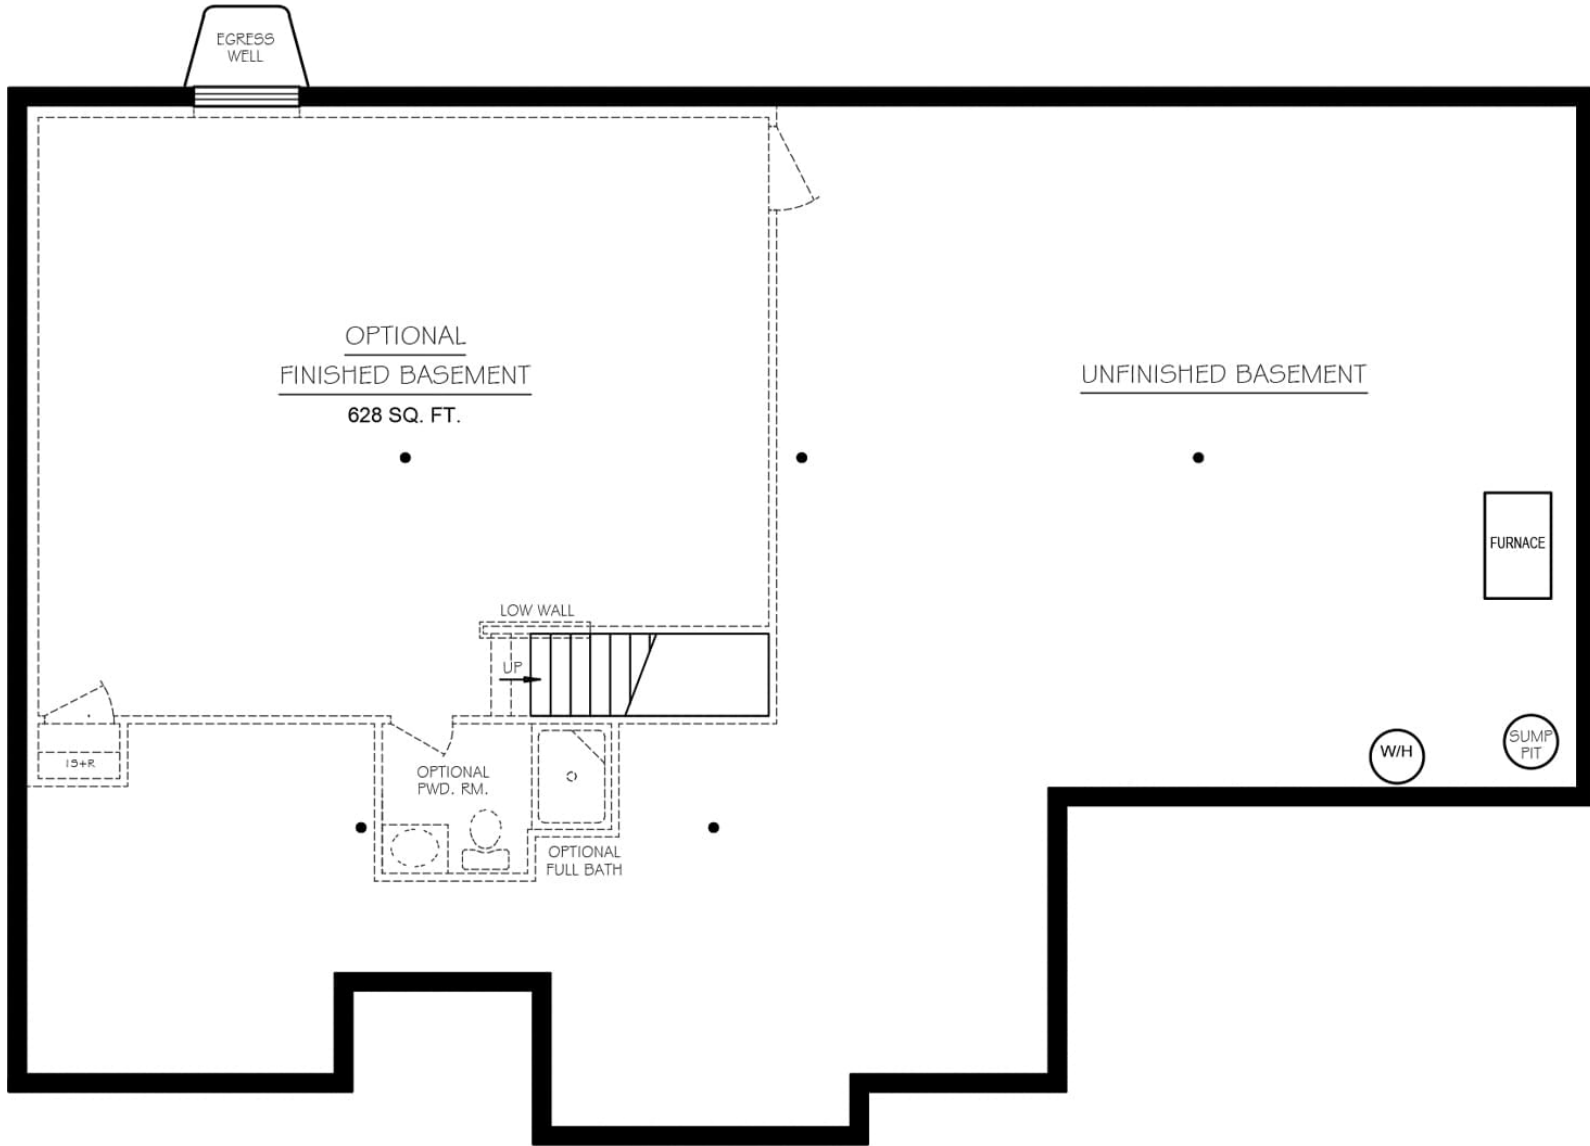 EGRESS
WELL
OPTIONAL
FINISHED BASEMENT
628 SQ. FT.
UNFINISHED BASEMENT
FURNACE
LOW WALL
UP
SUMP
PIT
W/H
1S+R
OPTIONAL
PWD. RM.
OPTIONAL
FULL BATH